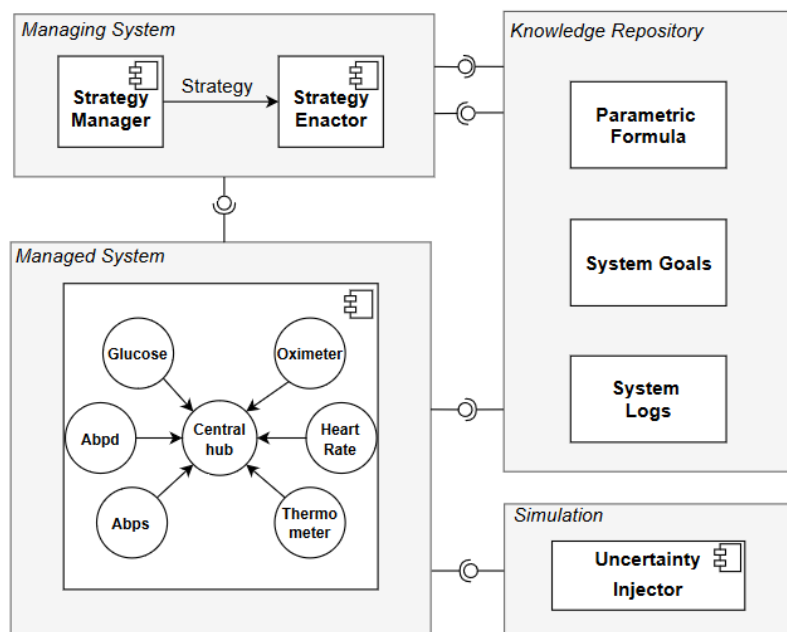 Managing System
Strategy
Manager
Strategy
Strategy
Enactor
Knowledge Repository
Parametric
Formula
System Goals
System
Logs
Managed System
Glucose
Oximeter
Abpd
Central
hub
Heart
Rate
Abps
Thermo
meter
Simulation
Uncertainty
Injector